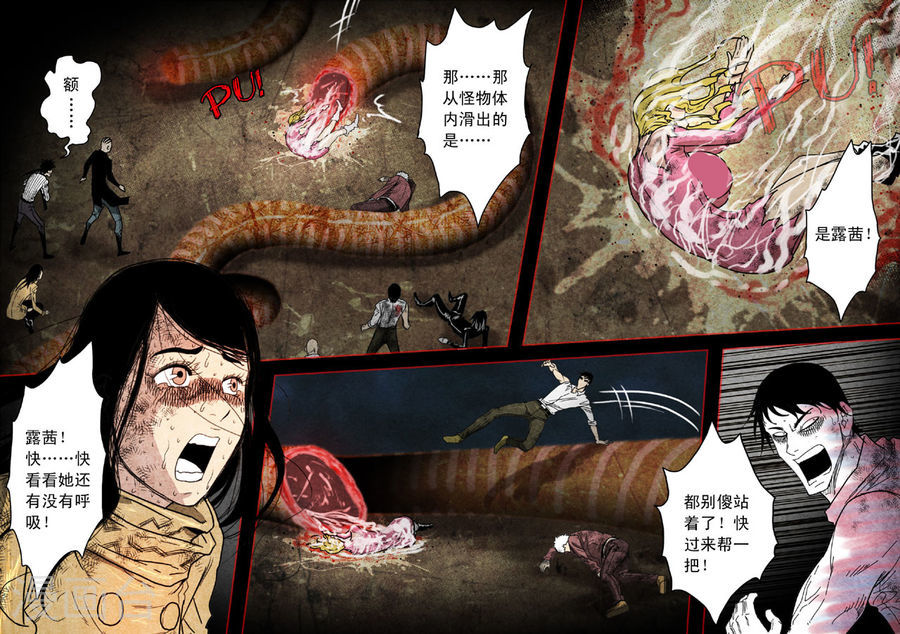 额
……
PU!
那……那
从怪物体
内滑出的
是……
PU!
是露茜！
露茜！
快……快
看看她还
有没有呼
吸！
都别傻站
着了！快
过来帮一
把！